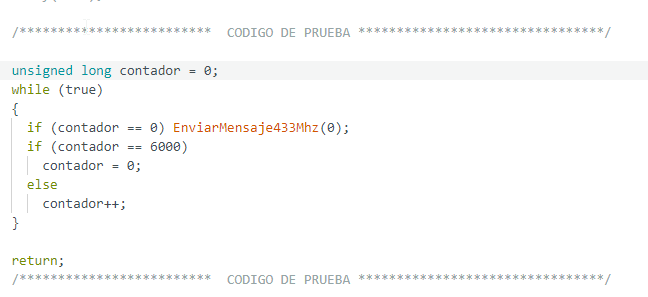 /************************* CODIGO DE PRUEBA ********************************/
unsigned long contador = 0;
while (true)
{
if (contador == 0) EnviarMensaje433Mhz(0);
if (contador == 6000)
contador = 0;
else
contador++;
}
return;
/************************* CODIGO DE PRUEBA ********************************/